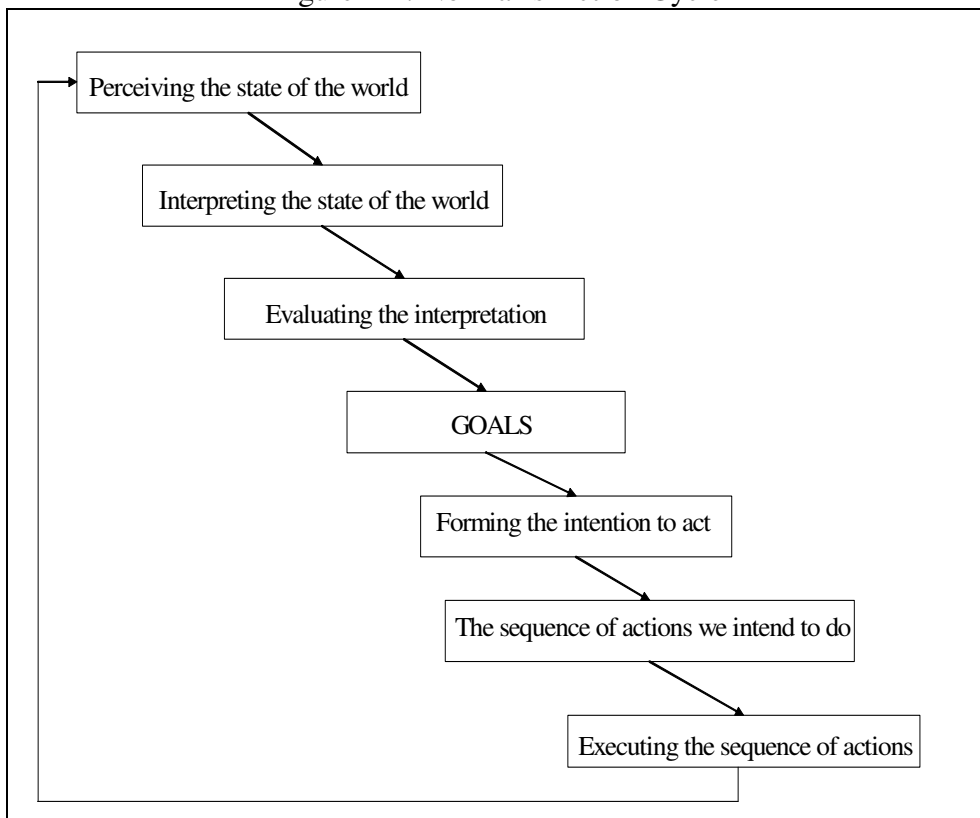 Perceiving the state of the world
Interpreting the state of the world
Evaluating the interpretation
GOALS
Forming the intention to act
The sequence of actions we intend to do
Executing the sequence of actions